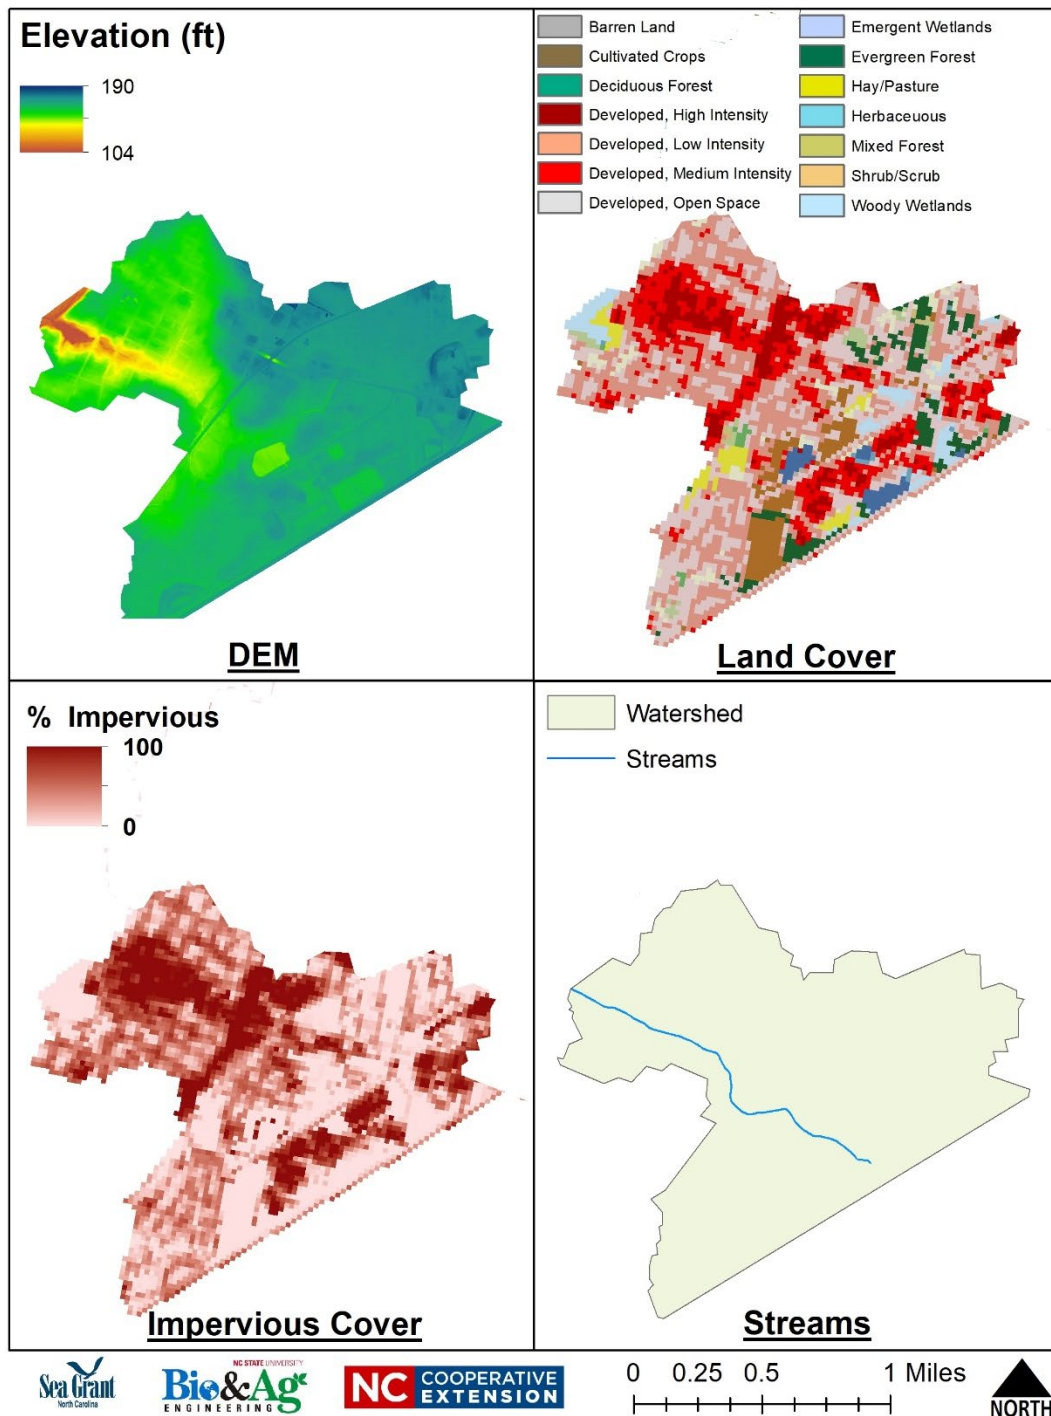 Elevation (ft)
190
104
DEM
Barren Land
Cultivated Crops
Deciduous Forest
Developed, High Intensity
Developed, Low Intensity
Developed, Medium Intensity
Developed, Open Space
Emergent Wetlands
Evergreen Forest
Hay/Pasture
Herbaceuous
Mixed Forest
Shrub/Scrub
Woody Wetlands
Land Cover
% Impervious
100
0
Impervious Cover
Watershed
Streams
Streams
Sea Grant
North Carolina
NC STATE UNIVERSITY
Bio&Ag
ENGINEERING
NC COOPERATIVE
EXTENSION
0 0.25 0.5 1 Miles
NORTH